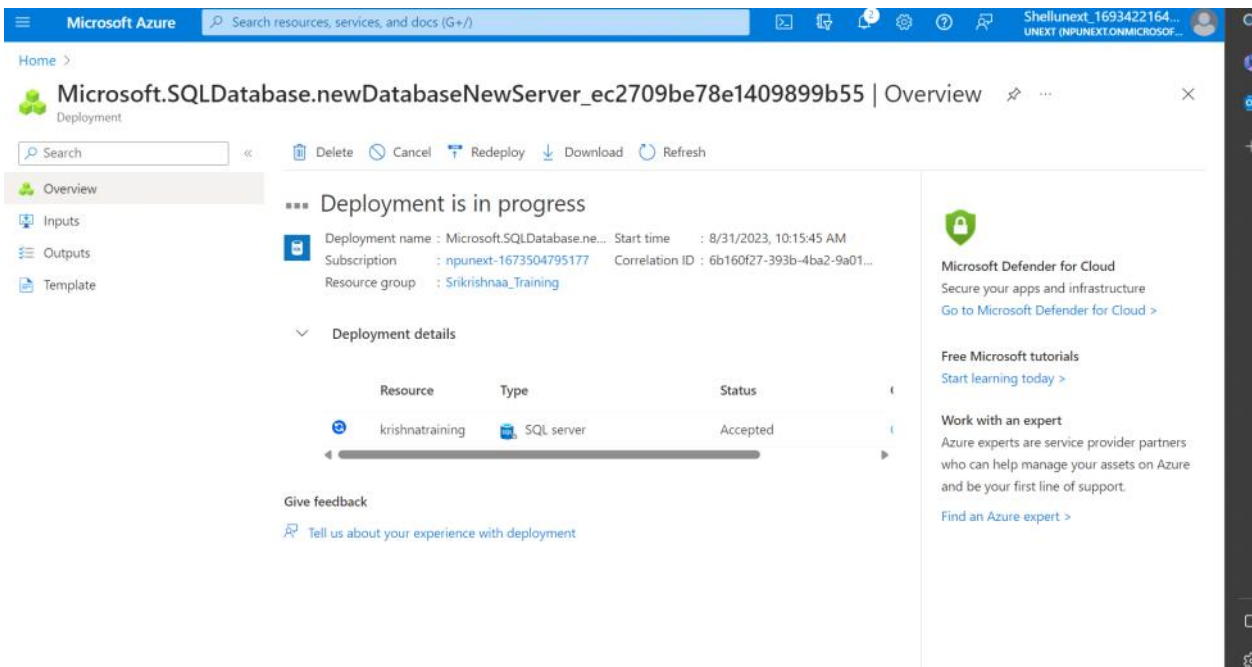 Microsoft Azure
Search resources, services, and docs (G+/)
2
Shellunext_1693422164...
UNEXT (NPUNEXT.ONMICROSOF...
Home >
Microsoft.SQLDatabase.newDatabaseNewServer_ec2709be78e1409899b55 | Overview
Deployment
Search
Delete Cancel Redeploy Download Refresh
Overview
Inputs
Outputs
Template
Deployment is in progress
Deployment name : Microsoft.SQLDatabase.ne... Start time : 8/31/2023, 10:15:45 AM
Subscription : npunext-1673504795177 Correlation ID : 6b160f27-393b-4ba2-9a01...
Resource group : Srikrishnaa_Training
Deployment details
Resource Type Status
krishnatraining SQL server Accepted
Give feedback
Tell us about your experience with deployment
Microsoft Defender for Cloud
Secure your apps and infrastructure
Go to Microsoft Defender for Cloud >
Free Microsoft tutorials
Start learning today >
Work with an expert
Azure experts are service provider partners
who can help manage your assets on Azure
and be your first line of support.
Find an Azure expert >